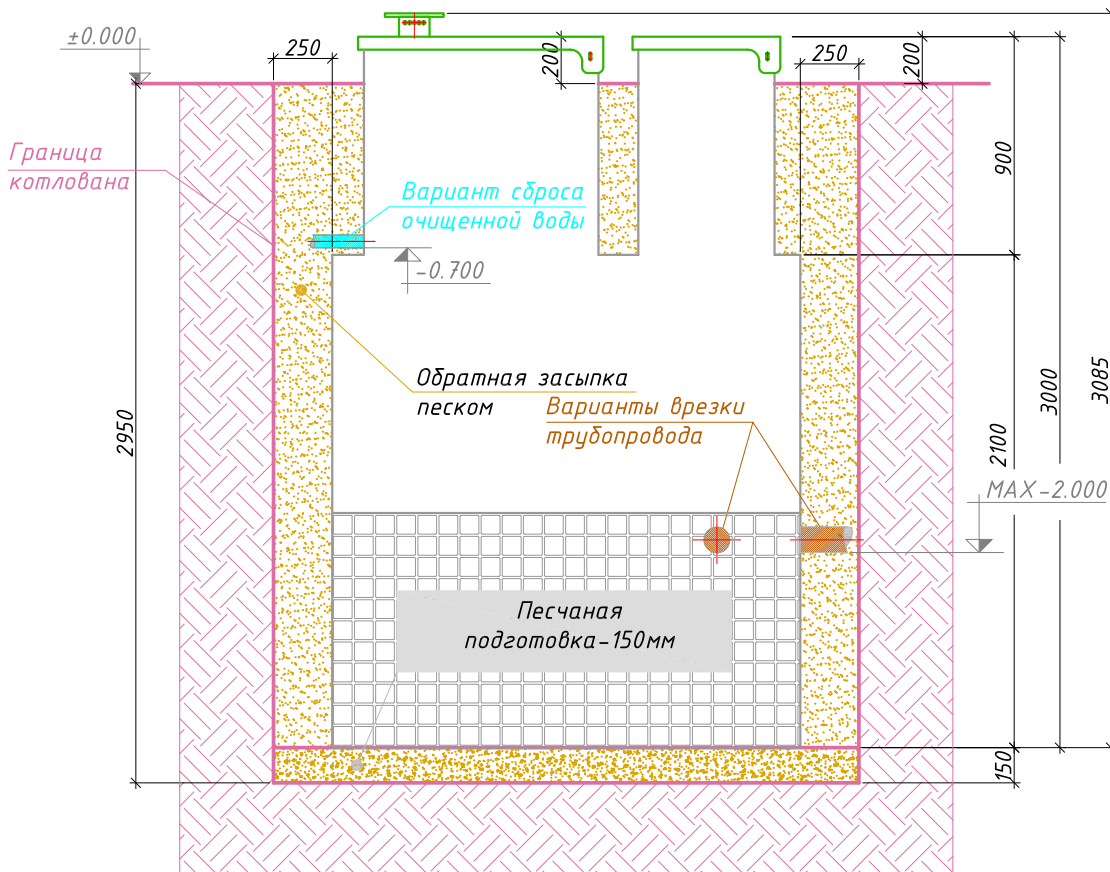 ±0.000
250
200
250
200
Граница
котлована
900
Вариант сброса
очищенной воды
-0.700
Обратная засыпка
песком
Варианты врезки
трубопровода
2950
3085
3000
2100
MAX-2.000
Песчаная
подготовка-150мм
150